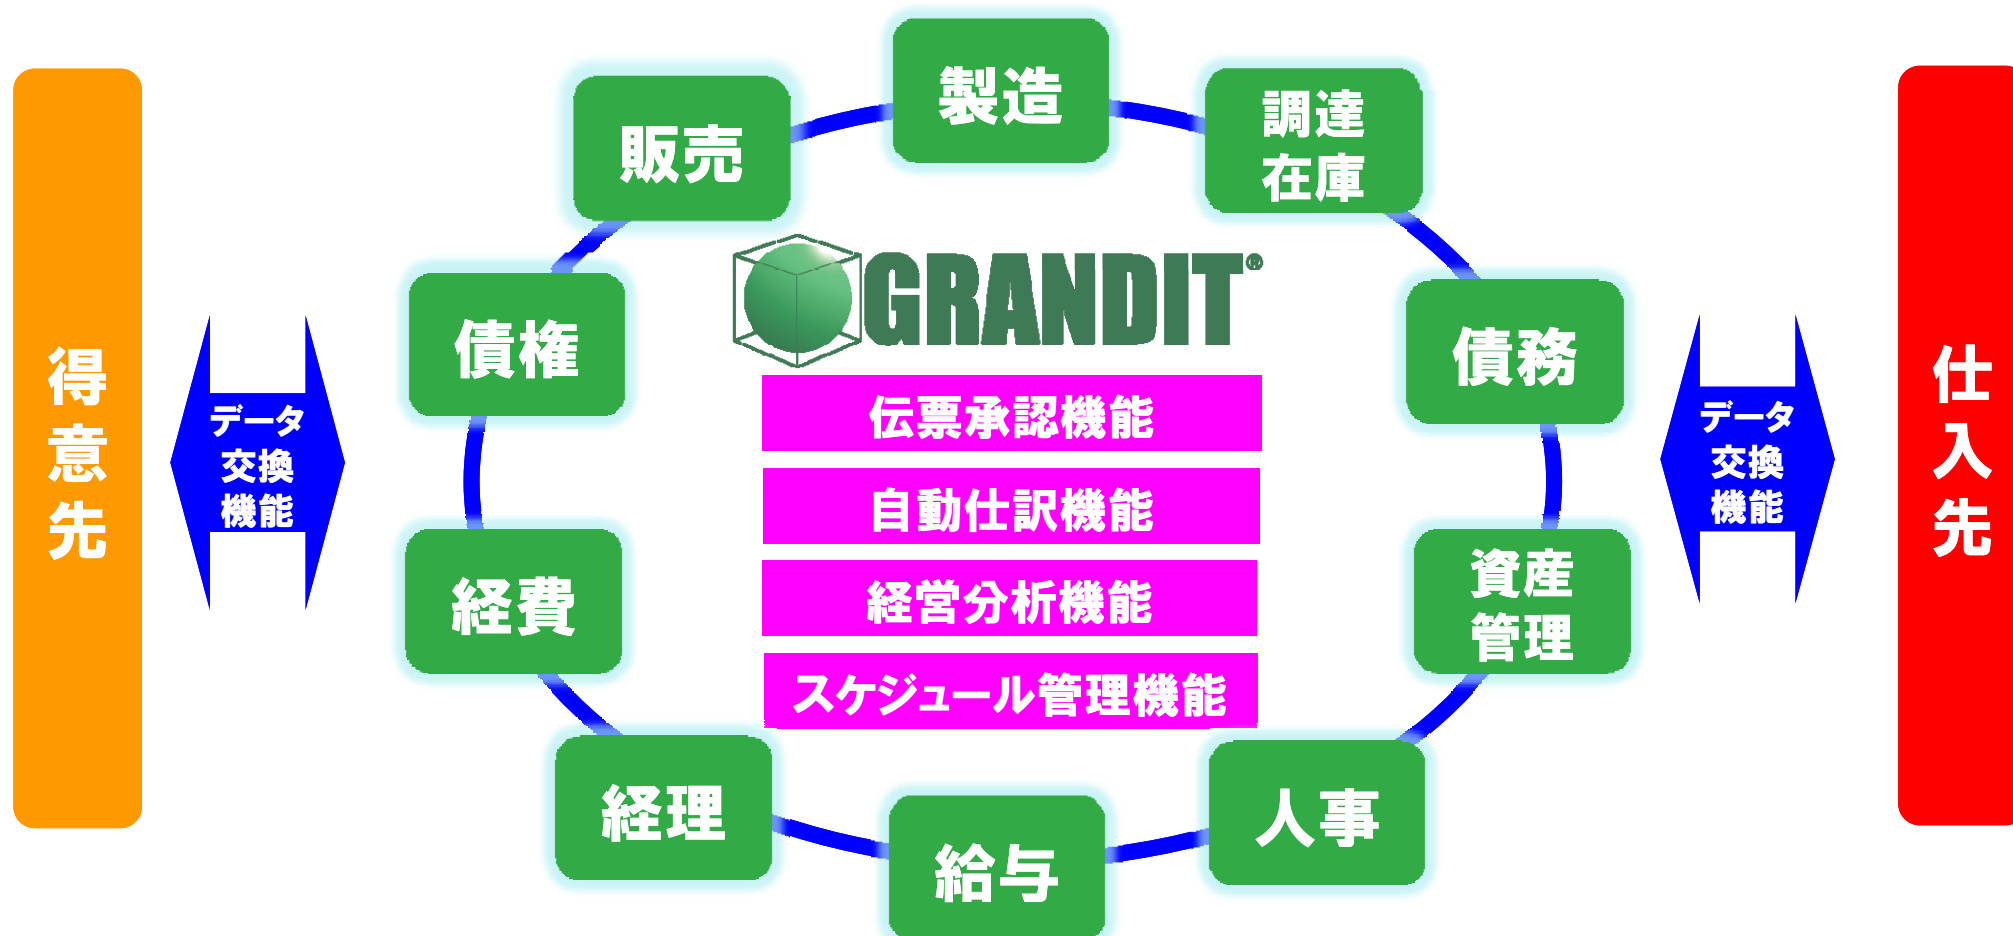 製造
販売
調達
在庫
GRANDIT®
債権
債務
得意先
データ
交換
機能
伝票承認機能
自動仕訳機能
経営分析機能
スケジュール管理機能
データ
交換
機能
仕入先
経費
資産
管理
経理
人事
給与